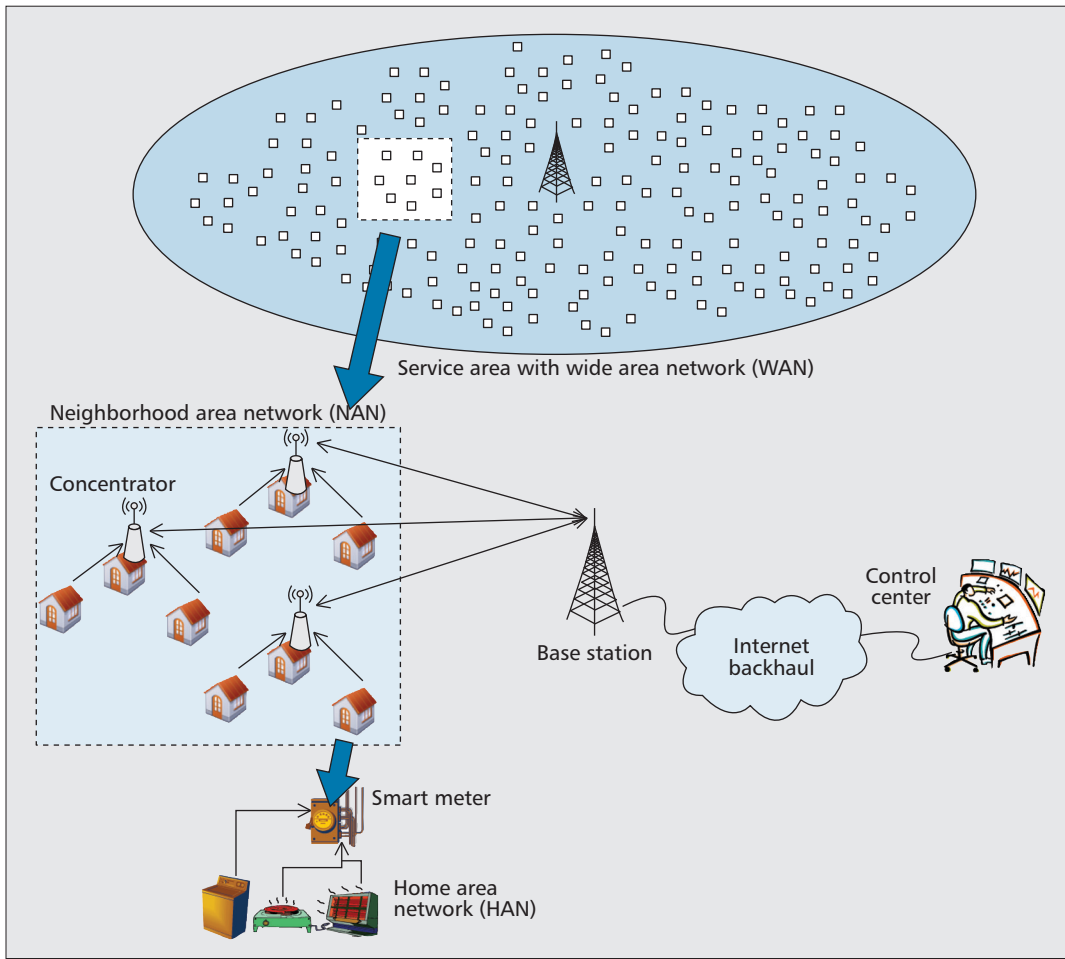 Service area with wide area network (WAN)
Neighborhood area network (NAN)
Concentrator
Control
center
Base station
Internet
backhaul
Smart meter
Home area
network (HAN)